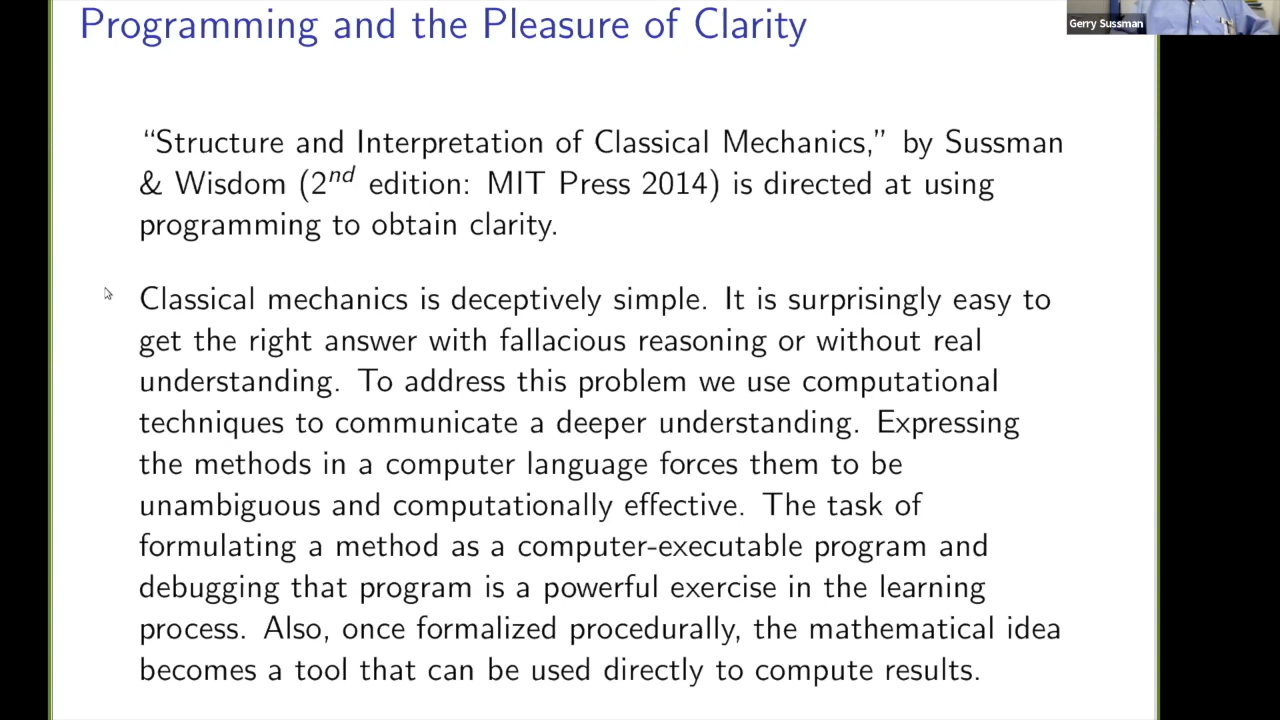 Programming and the Pleasure of Clarity
Gerry Sussman
“Structure and Interpretation of Classical Mechanics,” by Sussman
& Wisdom (2nd edition: MIT Press 2014) is directed at using
programming to obtain clarity.
Classical mechanics is deceptively simple. It is surprisingly easy to
get the right answer with fallacious reasoning or without real
understanding. To address this problem we use computational
techniques to communicate a deeper understanding. Expressing
the methods in a computer language forces them to be
unambiguous and computationally effective. The task of
formulating a method as a computer-executable program and
debugging that program is a powerful exercise in the learning
process. Also, once formalized procedurally, the mathematical idea
becomes a tool that can be used directly to compute results.